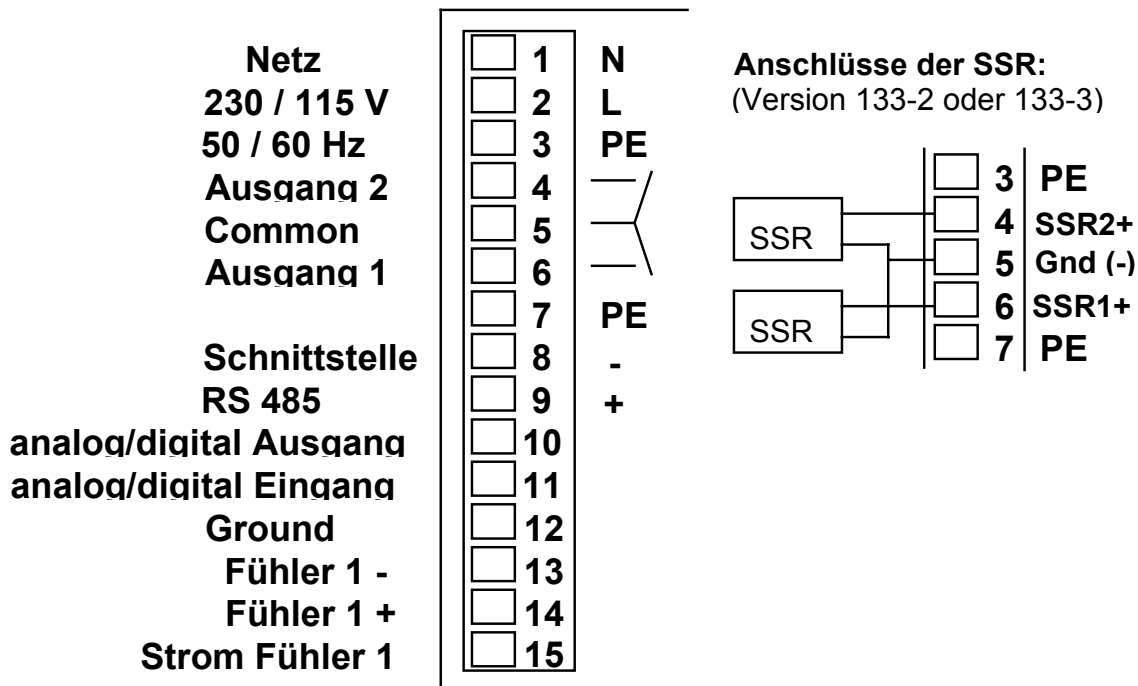 Netz 1 N
230 / 115 V 2 L
50 / 60 Hz 3 PE
Ausgang 2 4
Common 5
Ausgang 1 6
7 PE
Schnittstelle 8 -
RS 485 9 +
analog/digital Ausgang 10
analog/digital Eingang 11
Ground 12
Fühler 1 - 13
Fühler 1 + 14
Strom Fühler 1 15
Anschlüsse der SSR:
(Version 133-2 oder 133-3)
3 PE
SSR 4 SSR2+
5 Gnd (-)
SSR 6 SSR1+
7 PE